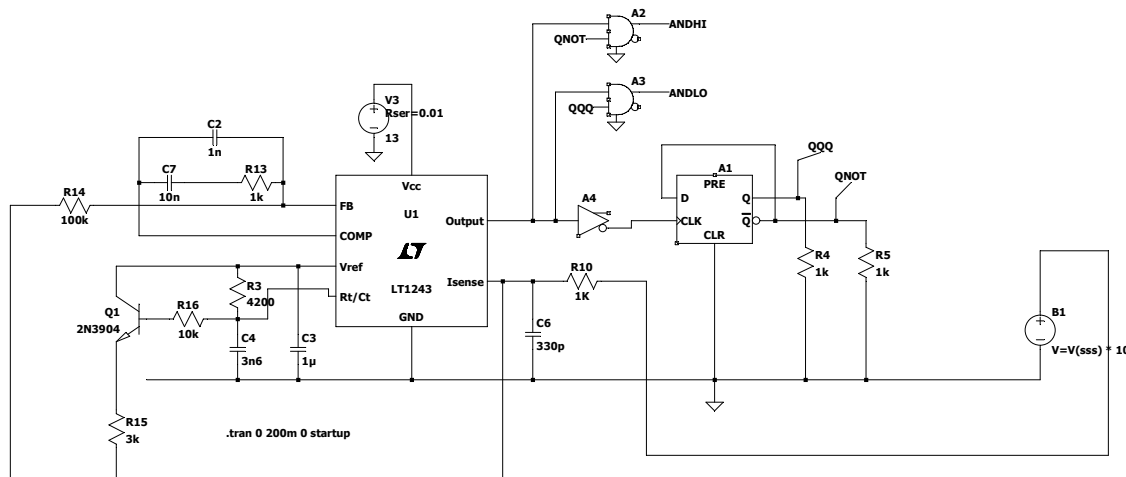 A2
ANDHI
QNOT
A3
ANDLO
QQQ
V3
Rser=0.01
13
C2
1n
C7
10n
R13
1k
R14
100k
Vcc
U1
FB
COMP
Vref
Rt/Ct
Output
Isense
LT1243
GND
A4
A1
PRE
D
Q
CLK
Q
CLR
QQQ
QNOT
R4
1k
R5
1k
R10
1K
C6
330p
R3
4200
Q1
2N3904
R16
10k
C4
3n6
C3
1µ
B1
V=V(sss) * 10
R15
3k
.tran 0 200m 0 startup